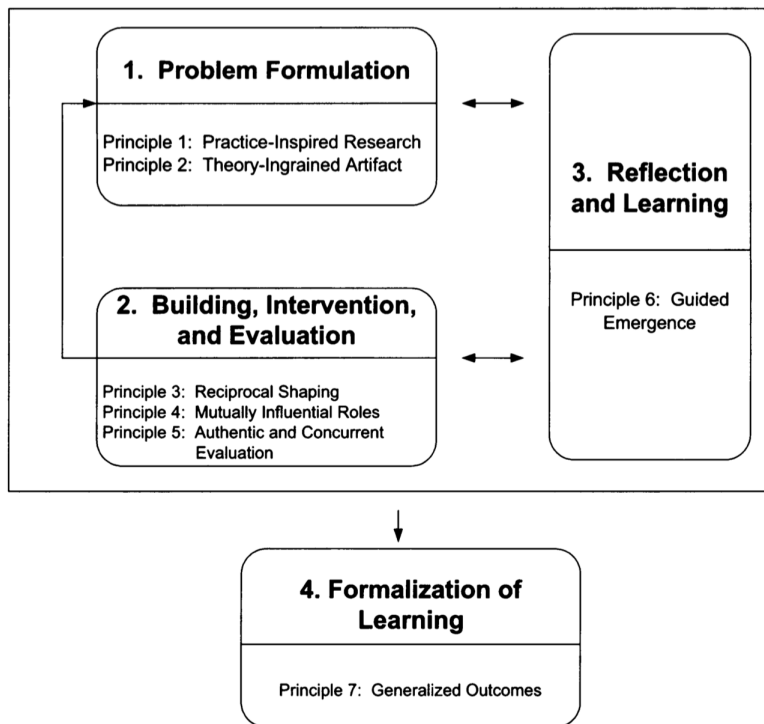 1. Problem Formulation
Principle 1: Practice-Inspired Research
Principle 2: Theory-Ingrained Artifact
2. Building, Intervention,
and Evaluation
Principle 3: Reciprocal Shaping
Principle 4: Mutually Influential Roles
Principle 5: Authentic and Concurrent
Evaluation
3. Reflection
and Learning
Principle 6: Guided
Emergence
4. Formalization of
Learning
Principle 7: Generalized Outcomes